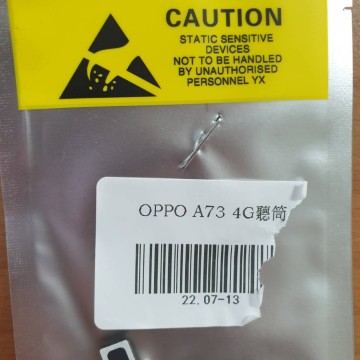 CAUTION
STATIC SENSITIVE
DEVICES
NOT TO BE HANDLED
BY UNAUTHORISED
PERSONNEL YX
OPPO A73 4G聽筒
22.07-13